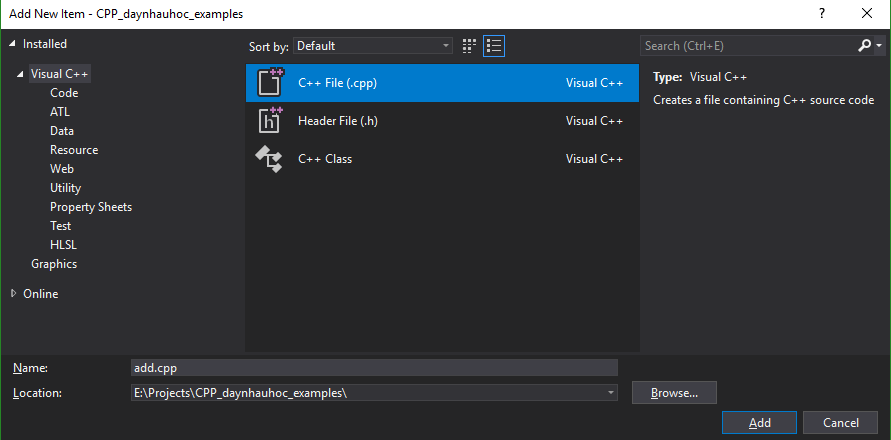 Add New Item - CPP_daynhauhoc_examples
? ×
Installed
Sort by: Default
Search (Ctrl+E)
Visual C++
Code
ATL
Data
Resource
Web
Utility
Property Sheets
Test
HLSL
Graphics
Online
C++ File (.cpp) Visual C++
Header File (.h) Visual C++
C++ Class Visual C++
Type: Visual C++
Creates a file containing C++ source code
Name: add.cpp
Location: E:\Projects\CPP_daynhauhoc_examples\
Browse...
Add Cancel